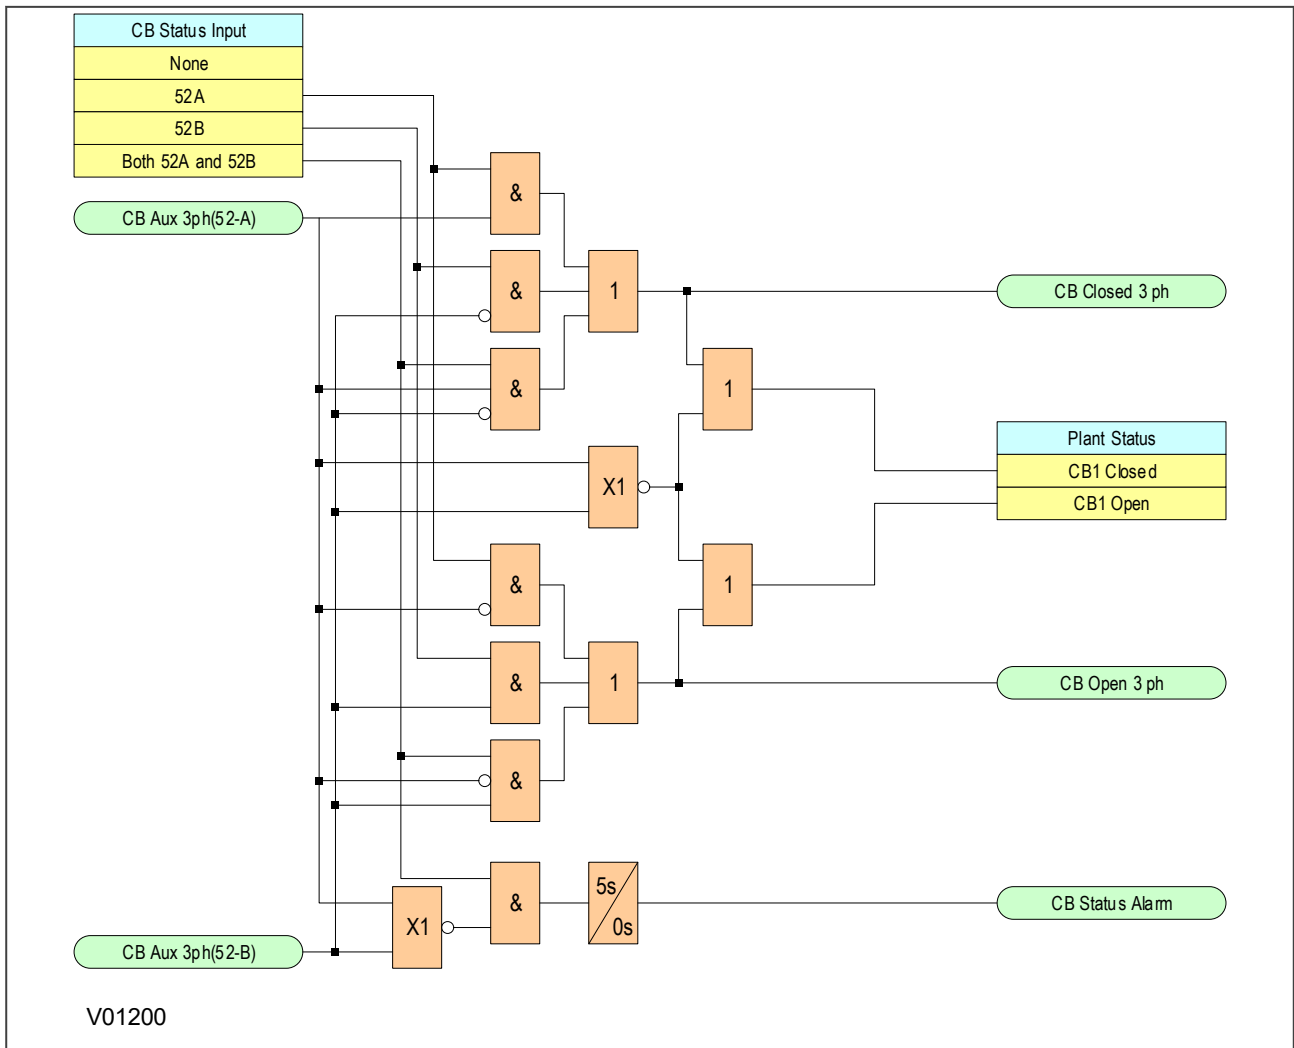 CB Status Input
None
52A
52B
Both 52A and 52B
CB Aux 3ph(52-A)
&
&
1
CB Closed 3 ph
&
1
Plant Status
CB1 Closed
X1
CB1 Open
&
1
&
1
CB Open 3 ph
&
5s
&
0s
CB Status Alarm
X1
CB Aux 3ph(52-B)
V01200